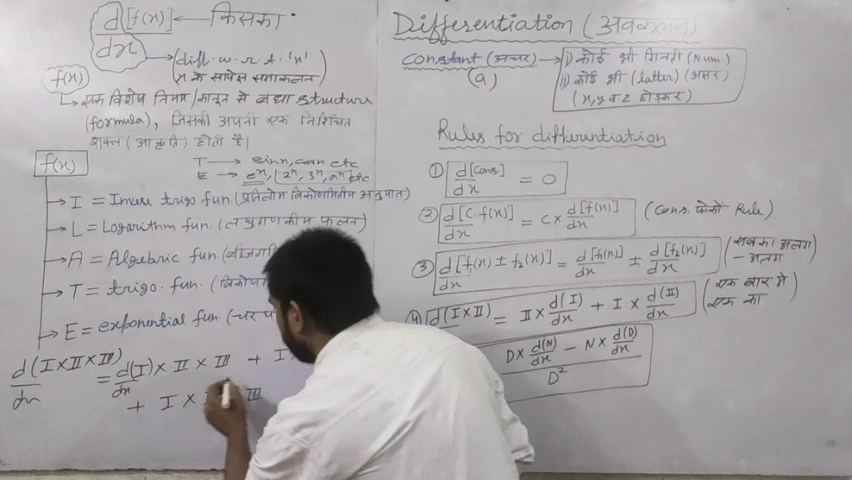 d[f(x)] ← किसका
dx → diff. w.r.t. 'x'
(x के सापेक्ष अवकलन)
f(x)
→ एक विशेष नियम/कानून से बंधा structure
(formula), जिसकी अपनी एक निश्चित
शक्ल (आकृति) होती है।
T → sinx, cosx etc
E → e^x, 2^x, 3^x, a^x etc
f(x)
→ I = Inverse trigo fun. (प्रतिलोम त्रिकोणमितीय अनुपात)
→ L = Logarithm fun. (लघुगणकीय फलन)
→ A = Algebric fun.
→ T = trigo. fun.
→ E = exponential fun
d(I×II×III)/dx = d(I)/dx × II × III + I
+ I × III
Differentiation (अवकलन)
constant (अचर) → i) कोई भी गिनती (Num.)
(a) ii) कोई भी (latter) (अक्षर)
(x, y व z छोड़कर)
Rules for differentiation
① d[cons]/dx = 0
② d[c.f(x)]/dx = c × d[f(x)]/dx (Cons. Rule)
③ d[f₁(x) ± f₂(x)]/dx = d[f₁(x)]/dx ± d[f₂(x)]/dx (सबका अलग
-अलग)
4) d(I×II)/dx = II × d(I)/dx + I × d(II)/dx (एक बार में
एक का)
D × d(N)/dx − N × d(D)/dx
D²